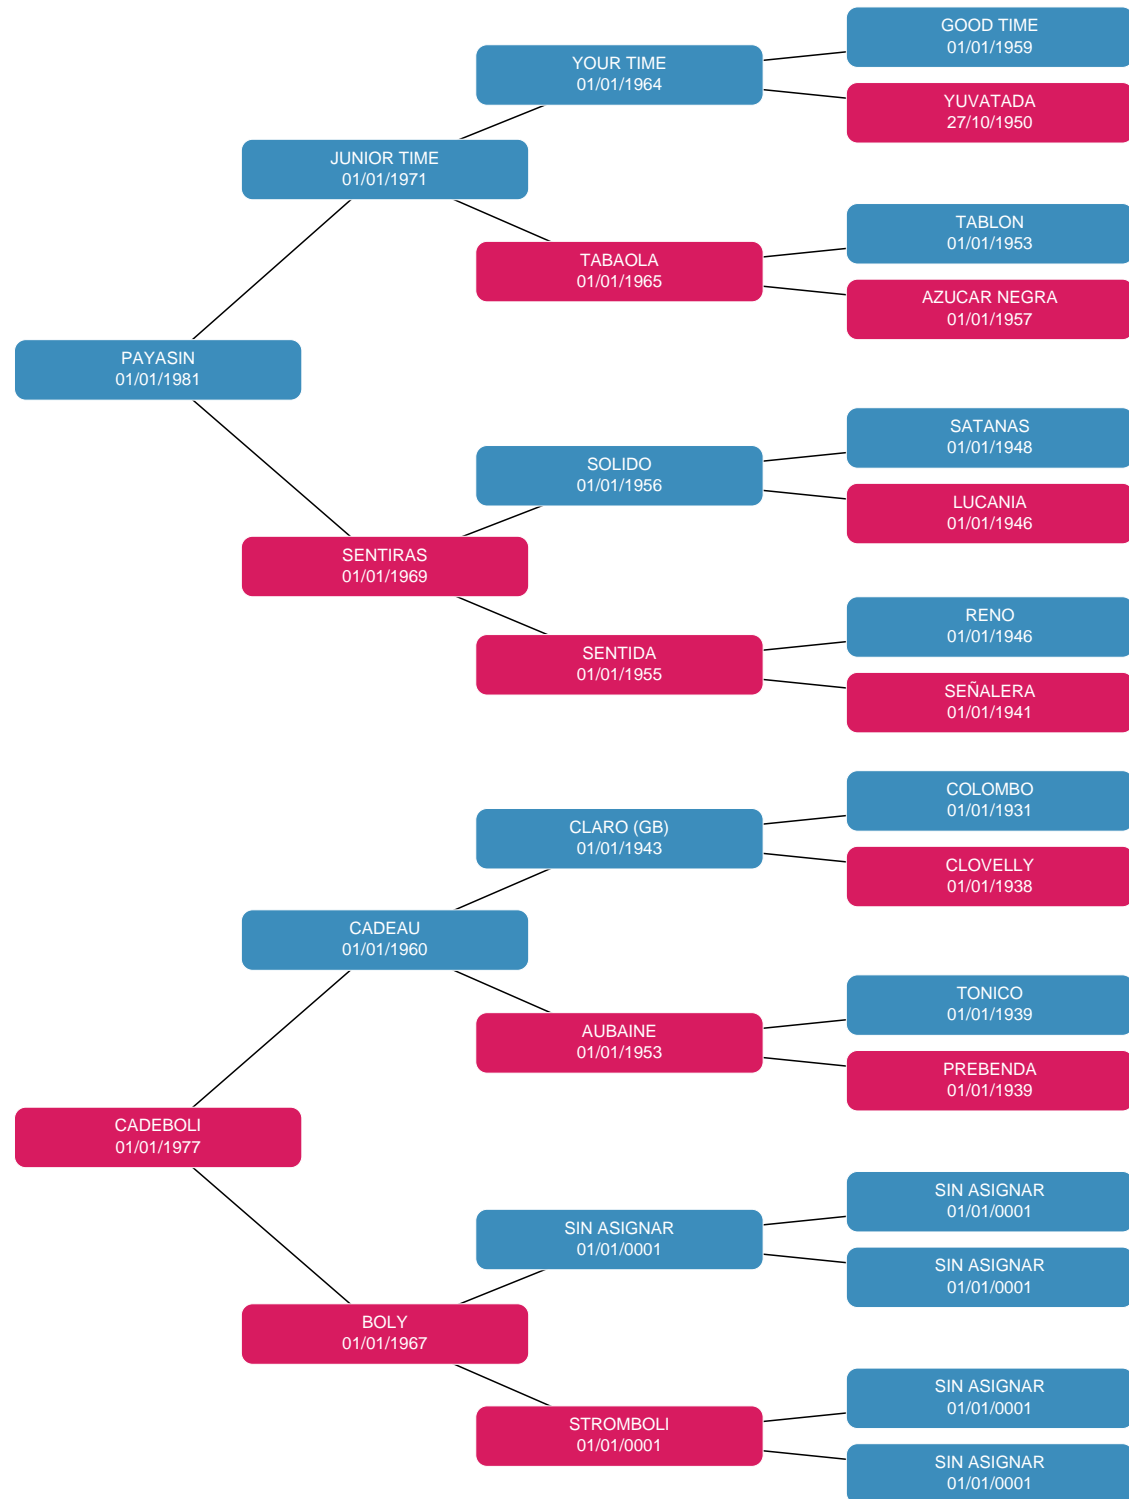 GOOD TIME
01/01/1959
YOUR TIME
01/01/1964
YUVATADA
27/10/1950
JUNIOR TIME
01/01/1971
TABLON
01/01/1953
TABAOLA
01/01/1965
AZUCAR NEGRA
01/01/1957
PAYASIN
01/01/1981
SATANAS
01/01/1948
SOLIDO
01/01/1956
LUCANIA
01/01/1946
SENTIRAS
01/01/1969
RENO
01/01/1946
SENTIDA
01/01/1955
SEÑALERA
01/01/1941
COLOMBO
01/01/1931
CLARO (GB)
01/01/1943
CLOVELLY
01/01/1938
CADEAU
01/01/1960
TONICO
01/01/1939
AUBAINE
01/01/1953
PREBENDA
01/01/1939
CADEBOLI
01/01/1977
SIN ASIGNAR
01/01/0001
SIN ASIGNAR
01/01/0001
SIN ASIGNAR
01/01/0001
BOLY
01/01/1967
SIN ASIGNAR
01/01/0001
STROMBOLI
01/01/0001
SIN ASIGNAR
01/01/0001